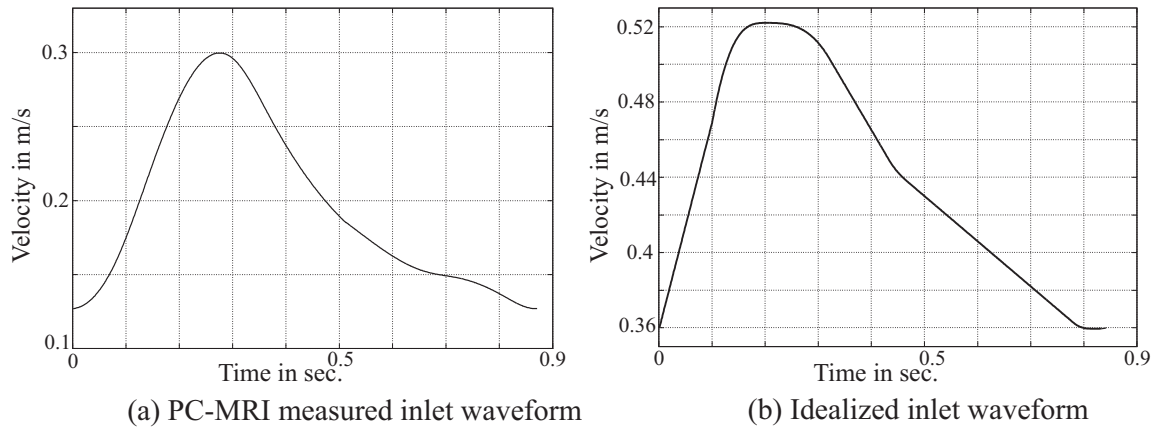 Velocity in m/s
0.3
0.2
0.1
0
0.5
0.9
Time in sec.
(a) PC-MRI measured inlet waveform
Velocity in m/s
0.52
0.48
0.44
0.4
0.36
0
0.5
0.9
Time in sec.
(b) Idealized inlet waveform